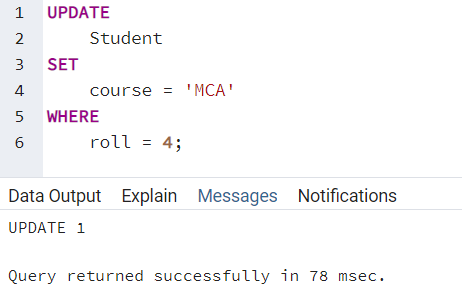 1 UPDATE
2 Student
3 SET
4 course = 'MCA'
5 WHERE
6 roll = 4;
Data Output Explain Messages Notifications
UPDATE 1
Query returned successfully in 78 msec.